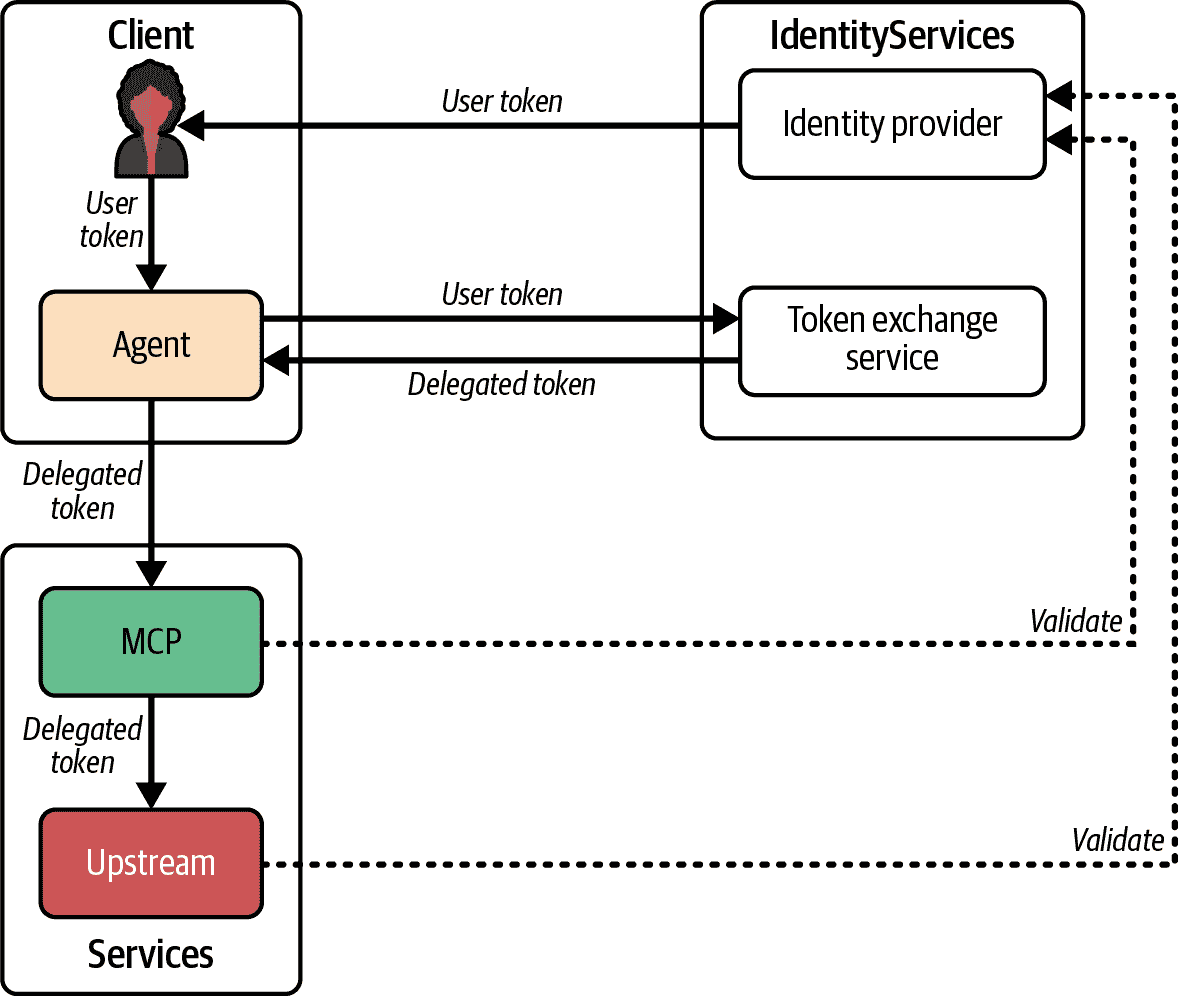 Client
IdentityServices
User token
Identity provider
User
token
User token
Agent
Token exchange
service
Delegated token
Delegated
token
MCP
Validate
Delegated
token
Validate
Upstream
Services